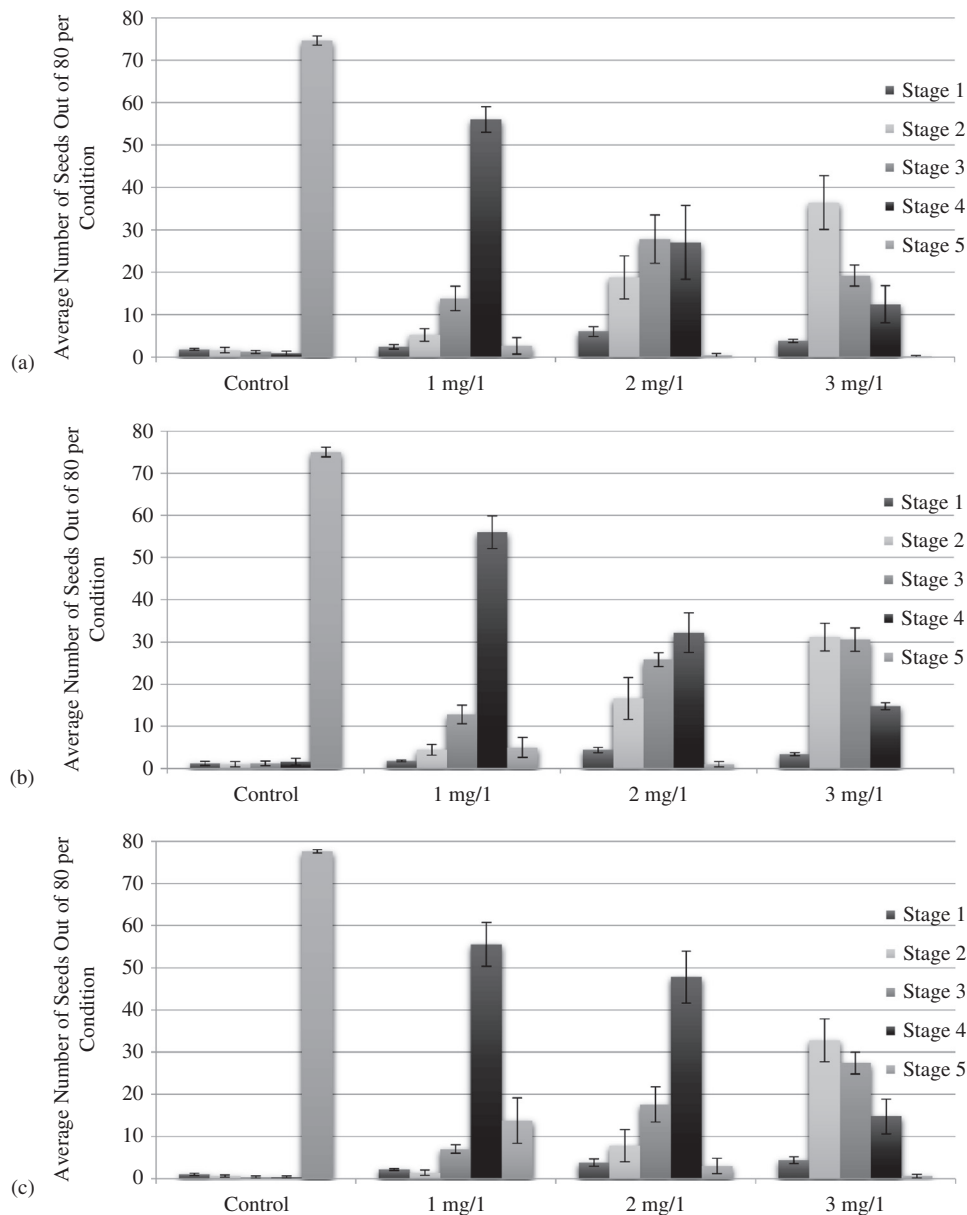 Average Number of Seeds Out of 80 per
Condition
80
70
60
50
40
30
20
10
0
Stage 1
Stage 2
Stage 3
Stage 4
Stage 5
(a)
Control
1 mg/1
2 mg/1
3 mg/1
Average Number of Seeds Out of 80 per
Condition
80
70
60
50
40
30
20
10
0
Stage 1
Stage 2
Stage 3
Stage 4
Stage 5
(b)
Control
1 mg/1
2 mg/1
3 mg/1
Average Number of Seeds Out of 80 per
Condition
80
70
60
50
40
30
20
10
0
Stage 1
Stage 2
Stage 3
Stage 4
Stage 5
(c)
Control
1 mg/1
2 mg/1
3 mg/1